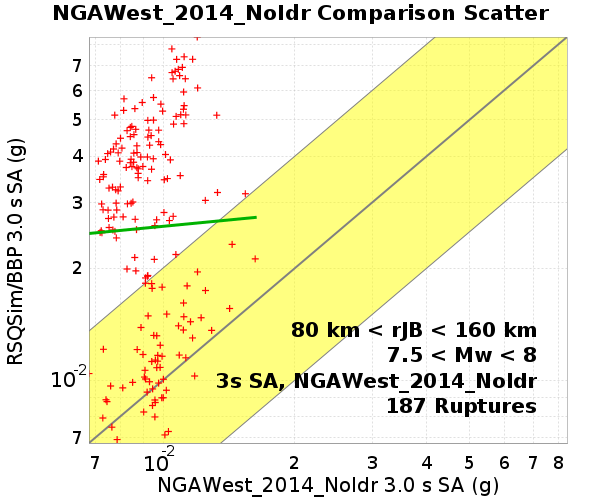 NGAWest_2014_NoIdr Comparison Scatter
RSQSim/BBP 3.0 s SA (g)
7
6
5
4
3
2
10-2
7
80 km < rJB < 160 km
7.5 < Mw < 8
3s SA, NGAWest_2014_NoIdr
187 Ruptures
7 10-2 2 3 4 5 6 7 8
NGAWest_2014_NoIdr 3.0 s SA (g)